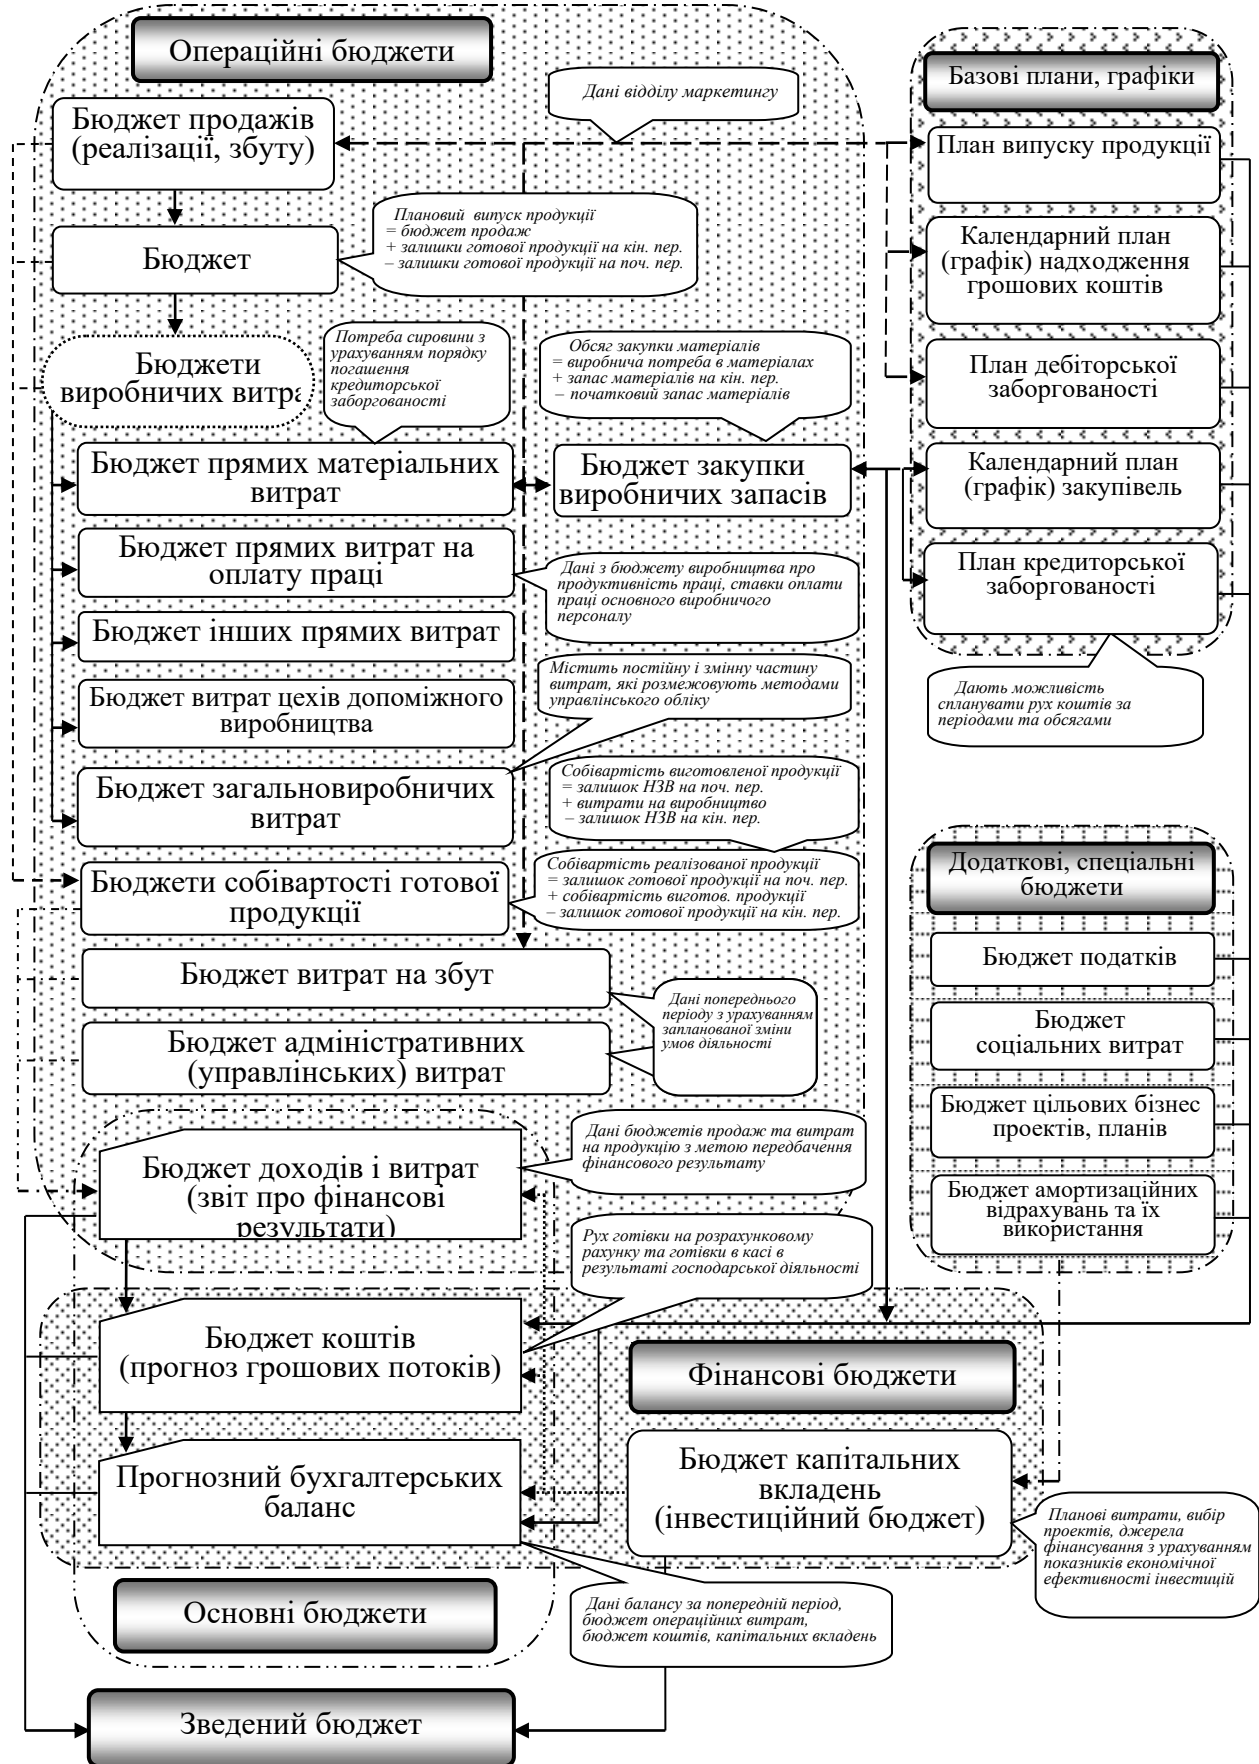 Операційні бюджети
Бюджет продажів
(реалізації, збуту)
Дані відділу маркетингу
Бюджет
Плановий випуск продукції
= бюджет продаж
+ залишки готової продукції на кін. пер.
– залишки готової продукції на поч. пер.
Бюджети
виробничих витра
Потреба сировини з
урахуванням порядку
погашення
кредиторської
заборгованості
Обсяг закупки матеріалів
= виробнича потреба в матеріалах
+ запас матеріалів на кін. пер.
– початковий запас матеріалів
Бюджет прямих матеріальних
витрат
Бюджет закупки
виробничих запасів
Бюджет прямих витрат на
оплату праці
Дані з бюджету виробництва про
продуктивність праці, ставки оплати
праці основного виробничого
персоналу
Бюджет інших прямих витрат
Містить постійну і змінну частину
витрат, які розмежовують методами
управлінського обліку
Бюджет витрат цехів допоміжного
виробництва
Бюджет загальновиробничих
витрат
Собівартість виготовленої продукції
= залишок НЗВ на поч. пер.
+ витрати на виробництво
– залишок НЗВ на кін. пер.
Бюджети собівартості готової
продукції
Собівартість реалізованої продукції
= залишок готової продукції на поч. пер.
+ собівартість виготов. продукції
– залишок готової продукції на кін. пер.
Бюджет витрат на збут
Бюджет адміністративних
(управлінських) витрат
Дані попереднього
періоду з урахуванням
запланованої зміни
умов діяльності
Бюджет доходів і витрат
(звіт про фінансові
результати)
Дані бюджетів продаж та витрат
на продукцію з метою передбачення
фінансового результату
Рух готівки на розрахунковому
рахунку та готівки в касі в
результаті господарської діяльності
Базові плани, графіки
План випуску продукції
Календарний план
(графік) надходження
грошових коштів
План дебіторської
заборгованості
Календарний план
(графік) закупівель
План кредиторської
заборгованості
Дають можливість
спланувати рух коштів за
періодами та обсягами
Додаткові, спеціальні
бюджети
Бюджет податків
Бюджет
соціальних витрат
Бюджет цільових бізнес
проектів, планів
Бюджет амортизаційних
відрахувань та їх
використання
Бюджет коштів
(прогноз грошових потоків)
Фінансові бюджети
Прогнозний бухгалтерських
баланс
Бюджет капітальних
вкладень
(інвестиційний бюджет)
Планові витрати, вибір
проектів, джерела
фінансування з урахуванням
показників економічної
ефективності інвестицій
Основні бюджети
Дані балансу за попередній період,
бюджет операційних витрат,
бюджет коштів, капітальних вкладень
Зведений бюджет